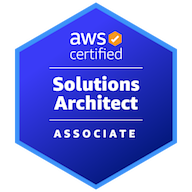 aws
certified
Solutions
Architect
ASSOCIATE